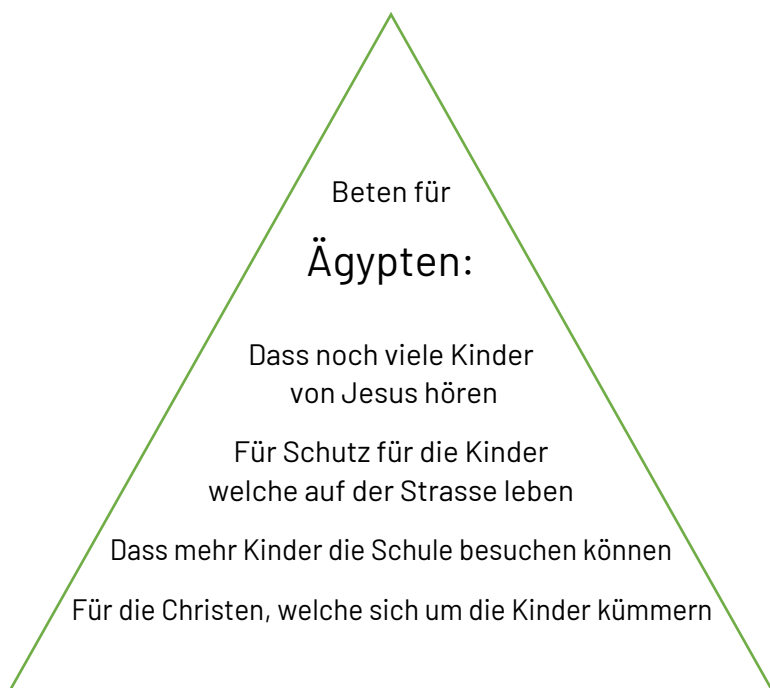 Beten für
Ägypten:
Dass noch viele Kinder
von Jesus hören
Für Schutz für die Kinder
welche auf der Strasse leben
Dass mehr Kinder die Schule besuchen können
Für die Christen, welche sich um die Kinder kümmern